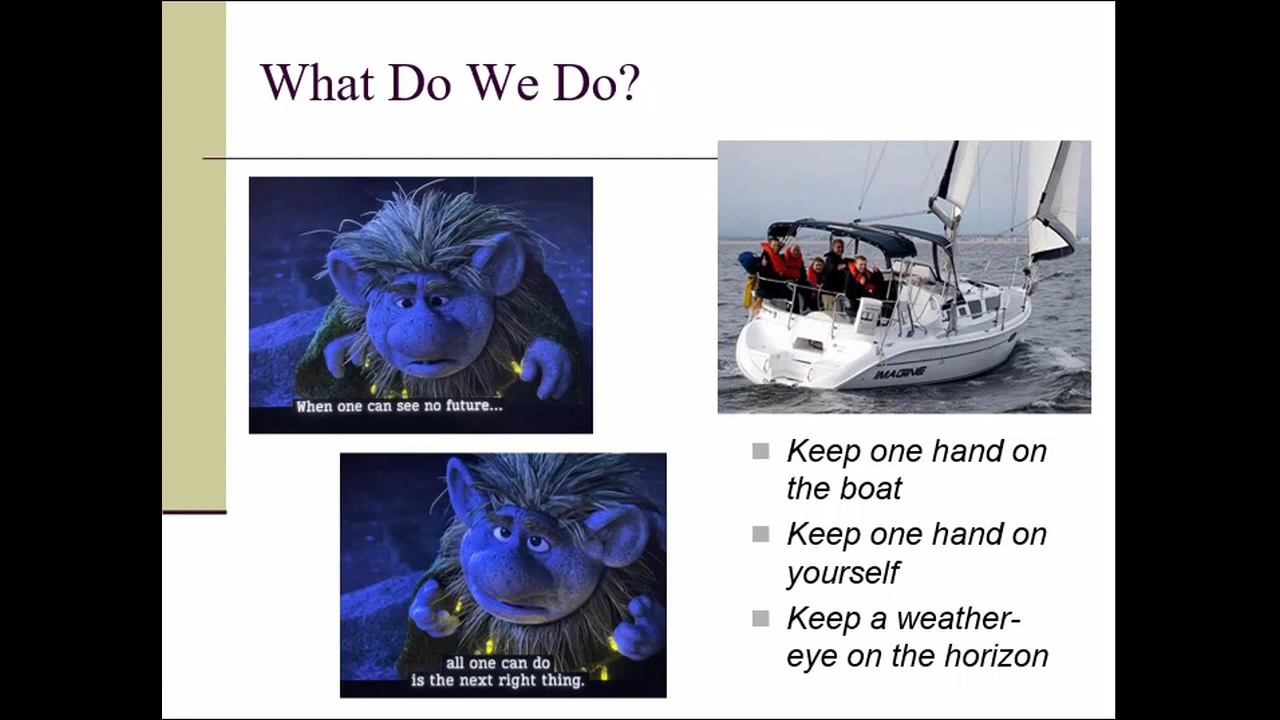 What Do We Do?
When one can see no future...
all one can do
is the next right thing.
IMAGINE
Keep one hand on
the boat
Keep one hand on
yourself
Keep a weather-
eye on the horizon